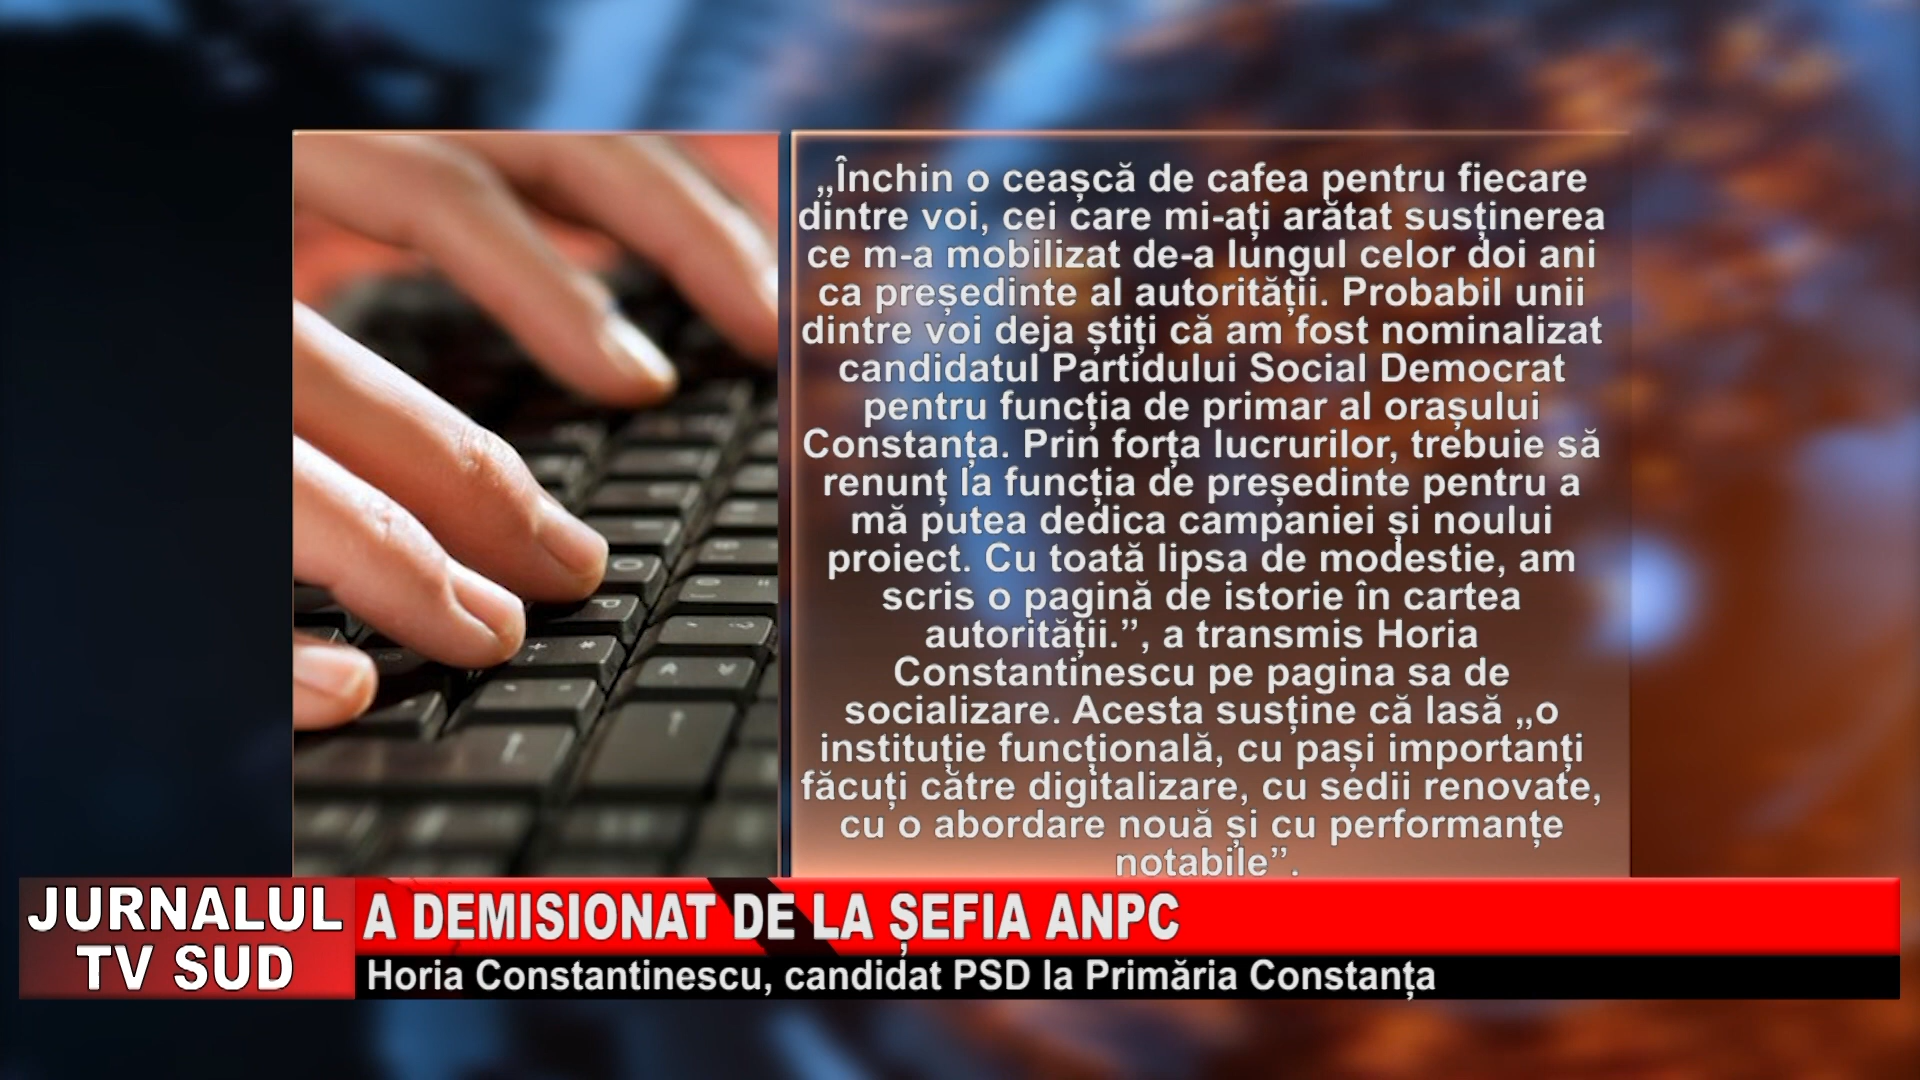 „Închin o ceașcă de cafea pentru fiecare
dintre voi, cei care mi-ați arătat susținerea
ce m-a mobilizat de-a lungul celor doi ani
ca președinte al autorității. Probabil unii
dintre voi deja știți că am fost nominalizat
candidatul Partidului Social Democrat
pentru funcția de primar al orașului
Constanța. Prin forța lucrurilor, trebuie să
renunț la funcția de președinte pentru a
mă putea dedica campaniei și noului
proiect. Cu toată lipsa de modestie, am
scris o pagină de istorie în cartea
autorității.”, a transmis Horia
Constantinescu pe pagina sa de
socializare. Acesta susține că lasă „o
instituție funcțională, cu pași importanți
făcuți către digitalizare, cu sedii renovate,
cu o abordare nouă și cu performanțe
notabile”.
JURNALUL
TV SUD
A DEMISIONAT DE LA ȘEFIA ANPC
Horia Constantinescu, candidat PSD la Primăria Constanța